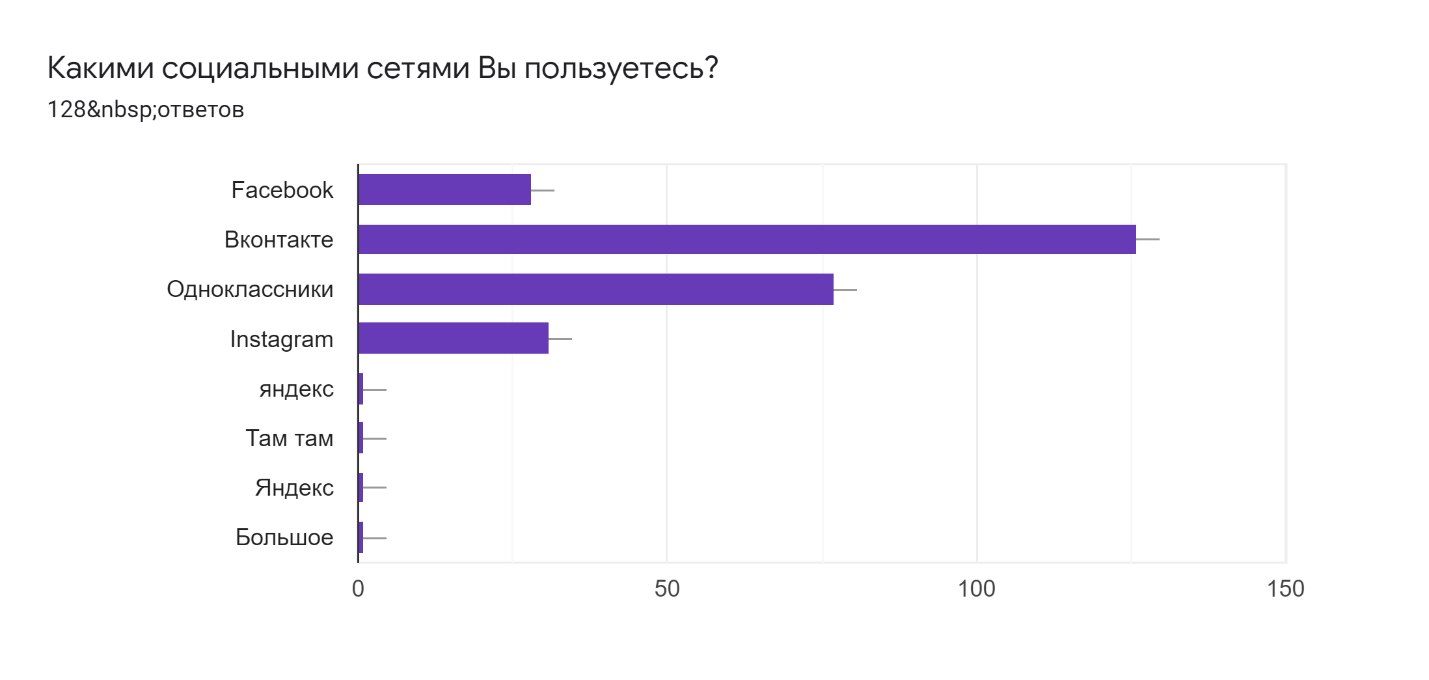 Какими социальными сетями Вы пользуетесь?
128&nbsp;ответов
Facebook
Вконтакте
Одноклассники
Instagram
яндекс
Там там
Яндекс
Большое
0 50 100 150